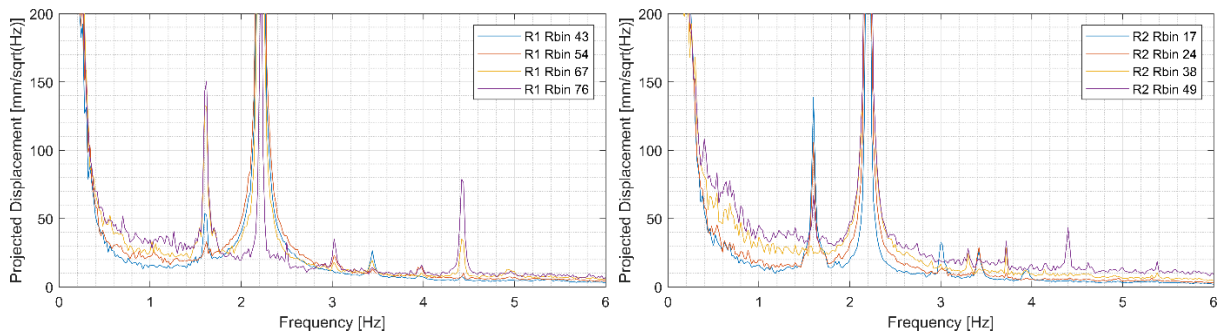 200
150
100
50
0
Projected Displacement [mm/sqrt(Hz)]
0 1 2 3 4 5 6
Frequency [Hz]
R1 Rbin 43
R1 Rbin 54
R1 Rbin 67
R1 Rbin 76
200
150
100
50
0
Projected Displacement [mm/sqrt(Hz)]
0 1 2 3 4 5 6
Frequency [Hz]
R2 Rbin 17
R2 Rbin 24
R2 Rbin 38
R2 Rbin 49